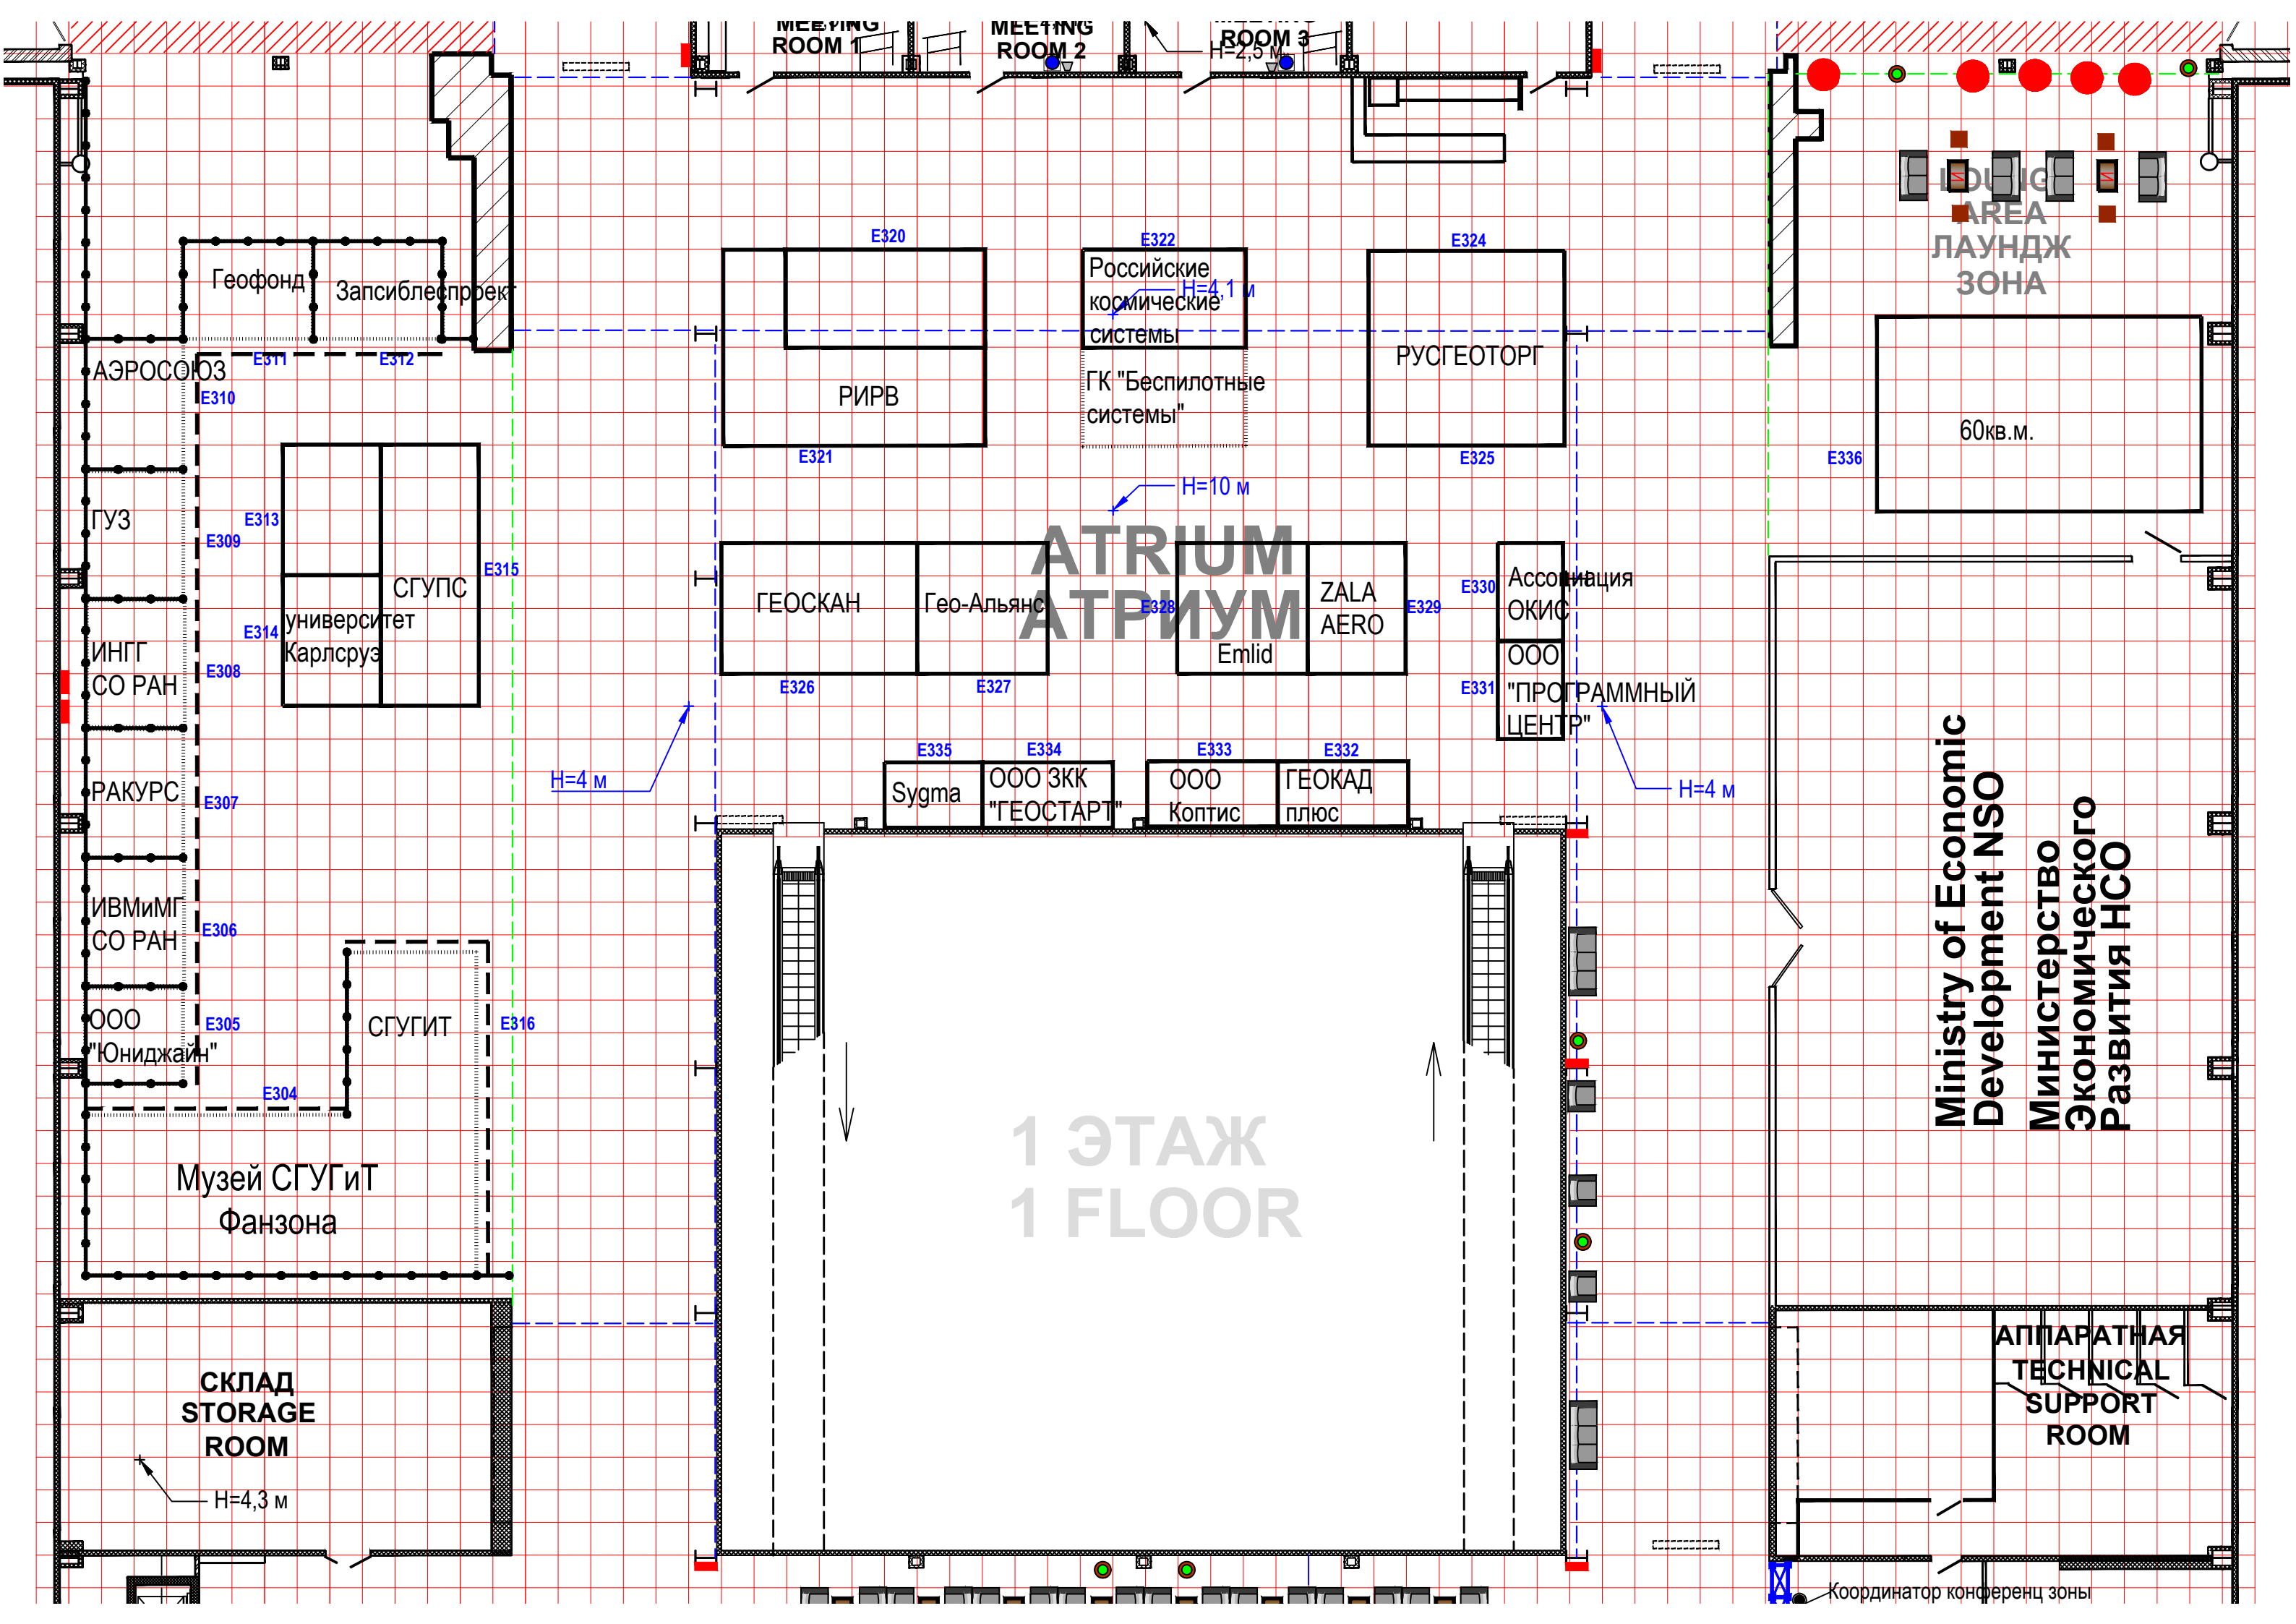 MEETING
ROOM 1
MEETING
ROOM 2
ROOM 3
H=2,5 м
LOUNG
AREA
ЛАУНДЖ
ЗОНА
E320
E322
E324
Геофонд
Запсиблеспроект
Российские
космические
системы
H=4,1 м
E311
E312
АЭРОСОЮЗ
E310
РИРВ
ГК "Беспилотные
системы"
РУСГЕОТОРГ
60кв.м.
E321
E325
E336
H=10 м
ГУЗ
E313
E309
ATRIUM
АТРИУМ
СГУПС
E315
ГЕОСКАН
Гео-Альянс
E328
Emlid
ZALA
AERO
E329
E330
Ассоциация
ОКИС
E314
университет
Карлсруэ
ИНГГ
СО РАН
E308
E326
E327
E331
ООО
"ПРОГРАММНЫЙ
ЦЕНТР"
H=4 м
E335
E334
E333
E332
Sygma
ООО ЗКК
"ГЕОСТАРТ"
ООО
Коптис
ГЕОКАД
плюс
H=4 м
РАКУРС
E307
ИВМиМГ
СО РАН
E306
Ministry of Economic
Development NSO
Министерство
Экономического
Развития НСО
ООО
"Юниджайн"
E305
СГУГИТ
E316
E304
Музей СГУГиТ
Фанзона
1 ЭТАЖ
1 FLOOR
СКЛАД
STORAGE
ROOM
H=4,3 м
АППАРАТНАЯ
TECHNICAL
SUPPORT
ROOM
Координатор конференц зоны